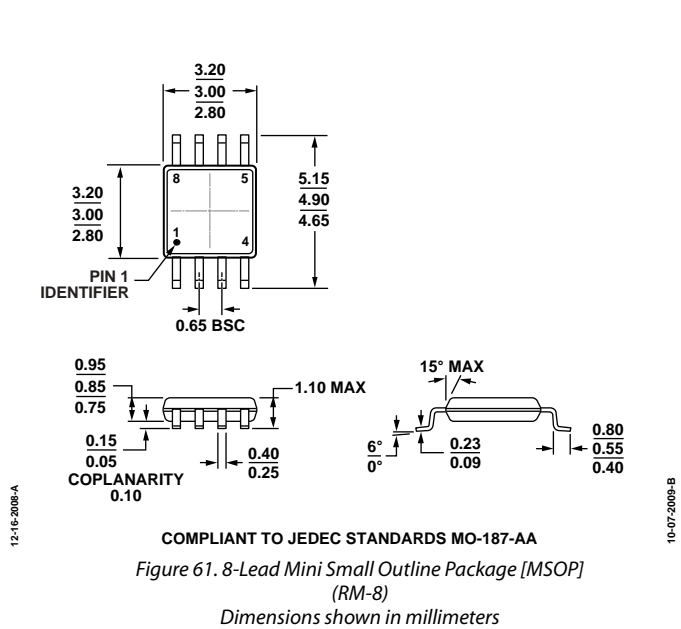 3.20
3.00
2.80
8
5
5.15
4.90
4.65
3.20
3.00
2.80
1
4
PIN 1
IDENTIFIER
0.65 BSC
0.95
0.85
0.75
1.10 MAX
15° MAX
0.15
0.05
COPLANARITY
0.10
0.40
0.25
6°
0°
0.23
0.09
0.80
0.55
0.40
12-16-2008-A
10-07-2009-B
COMPLIANT TO JEDEC STANDARDS MO-187-AA
Figure 61. 8-Lead Mini Small Outline Package [MSOP]
(RM-8)
Dimensions shown in millimeters